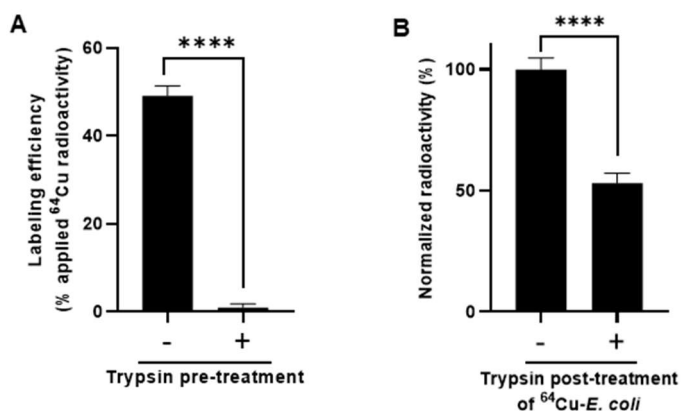 A
Labeling efficiency
(% applied ⁶⁴Cu radioactivity)
60
40
20
0
****
- +
Trypsin pre-treatment
B
Normalized radioactivity (%)
100
50
0
****
- +
Trypsin post-treatment
of ⁶⁴Cu-E. coli